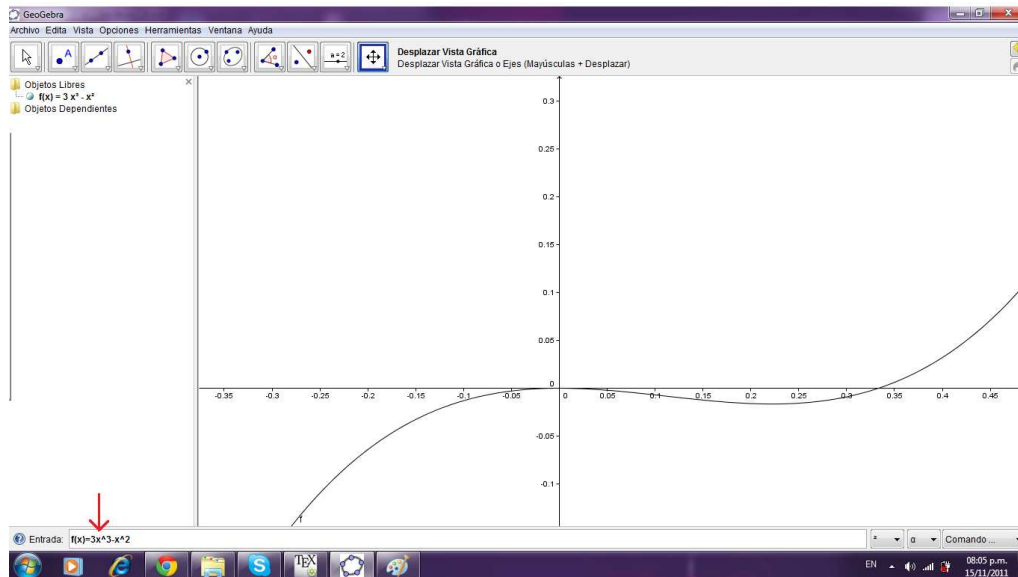 GeoGebra
Archivo Edita Vista Opciones Herramientas Ventana Ayuda
A
a=2
Desplazar Vista Gráfica
Desplazar Vista Gráfica o Ejes (Mayúsculas + Desplazar)
Objetos Libres
f(x) = 3 x³ - x²
Objetos Dependientes
0.3
0.25
0.2
0.15
0.1
0.05
0
-0.35 -0.3 -0.25 -0.2 -0.15 -0.1 -0.05 0 0.05 0.1 0.15 0.2 0.25 0.3 0.35 0.4 0.45
-0.05
-0.1
f
Entrada: f(x)=3x^3-x^2
² α Comando ...
TEX
EN 08:05 p.m.
15/11/2011